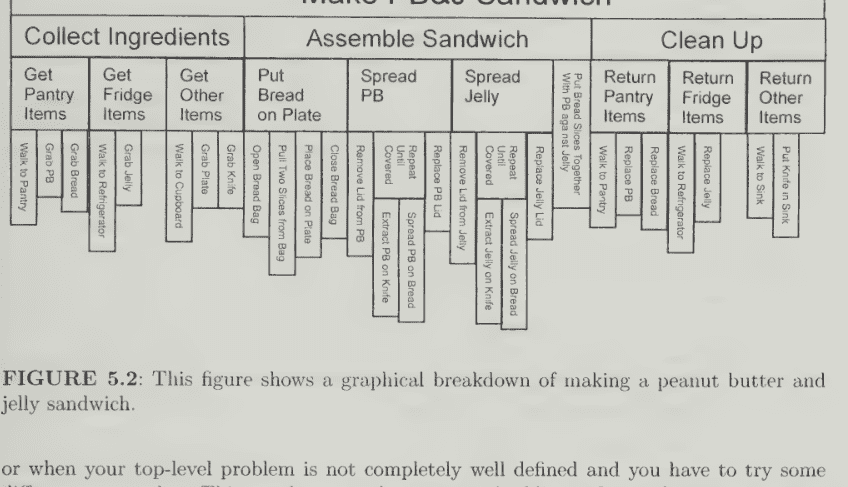 Make PB&J Sandwich
Collect Ingredients
Assemble Sandwich
Clean Up
Get
Pantry
Items
Get
Fridge
Items
Get
Other
Items
Put
Bread
on Plate
Spread
PB
Spread
Jelly
Put Bread Slices Together
With PB against Jelly
Return
Pantry
Items
Return
Fridge
Items
Return
Other
Items
Walk to Pantry
Grab PB
Grab Bread
Walk to Refrigerator
Grab Jelly
Walk to Cupboard
Grab Plate
Grab Knife
Open Bread Bag
Pull Two Slices from Bag
Place Bread on Plate
Close Bread Bag
Remove Lid from PB
Repeat
Until
Covered
Extract PB on Knife
Spread PB on Bread
Replace PB Lid
Remove Lid from Jelly
Repeat
Until
Covered
Extract Jelly on Knife
Spread Jelly on Bread
Replace Jelly Lid
Walk to Pantry
Replace PB
Replace Bread
Walk to Refrigerator
Replace Jelly
Walk to Sink
Put Knife in Sink
FIGURE 5.2: This figure shows a graphical breakdown of making a peanut butter and
jelly sandwich.
or when your top-level problem is not completely well defined and you have to try some